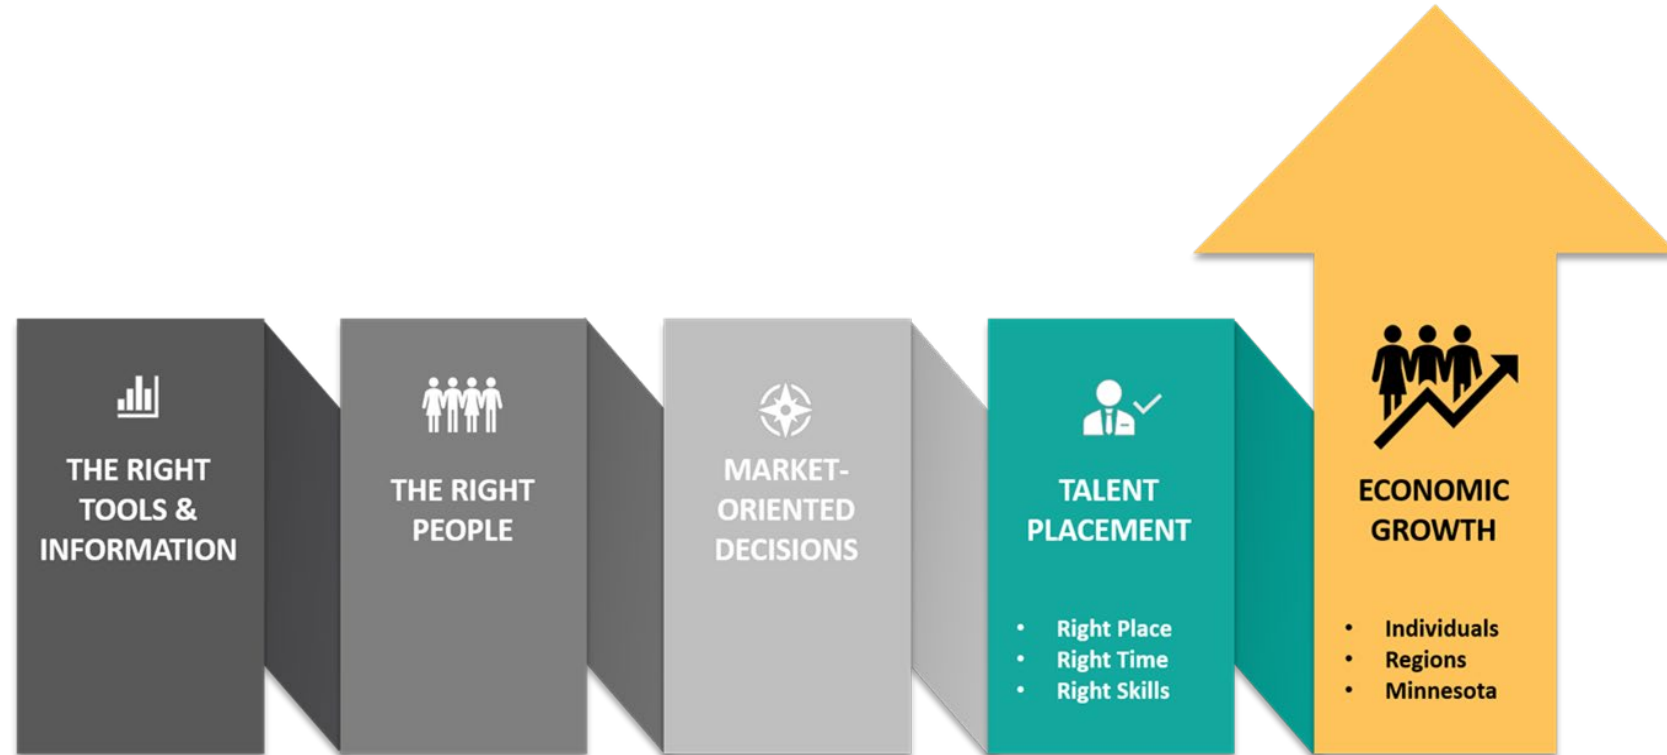 THE RIGHT
TOOLS &
INFORMATION
THE RIGHT
PEOPLE
MARKET-
ORIENTED
DECISIONS
TALENT
PLACEMENT
• Right Place
• Right Time
• Right Skills
ECONOMIC
GROWTH
• Individuals
• Regions
• Minnesota